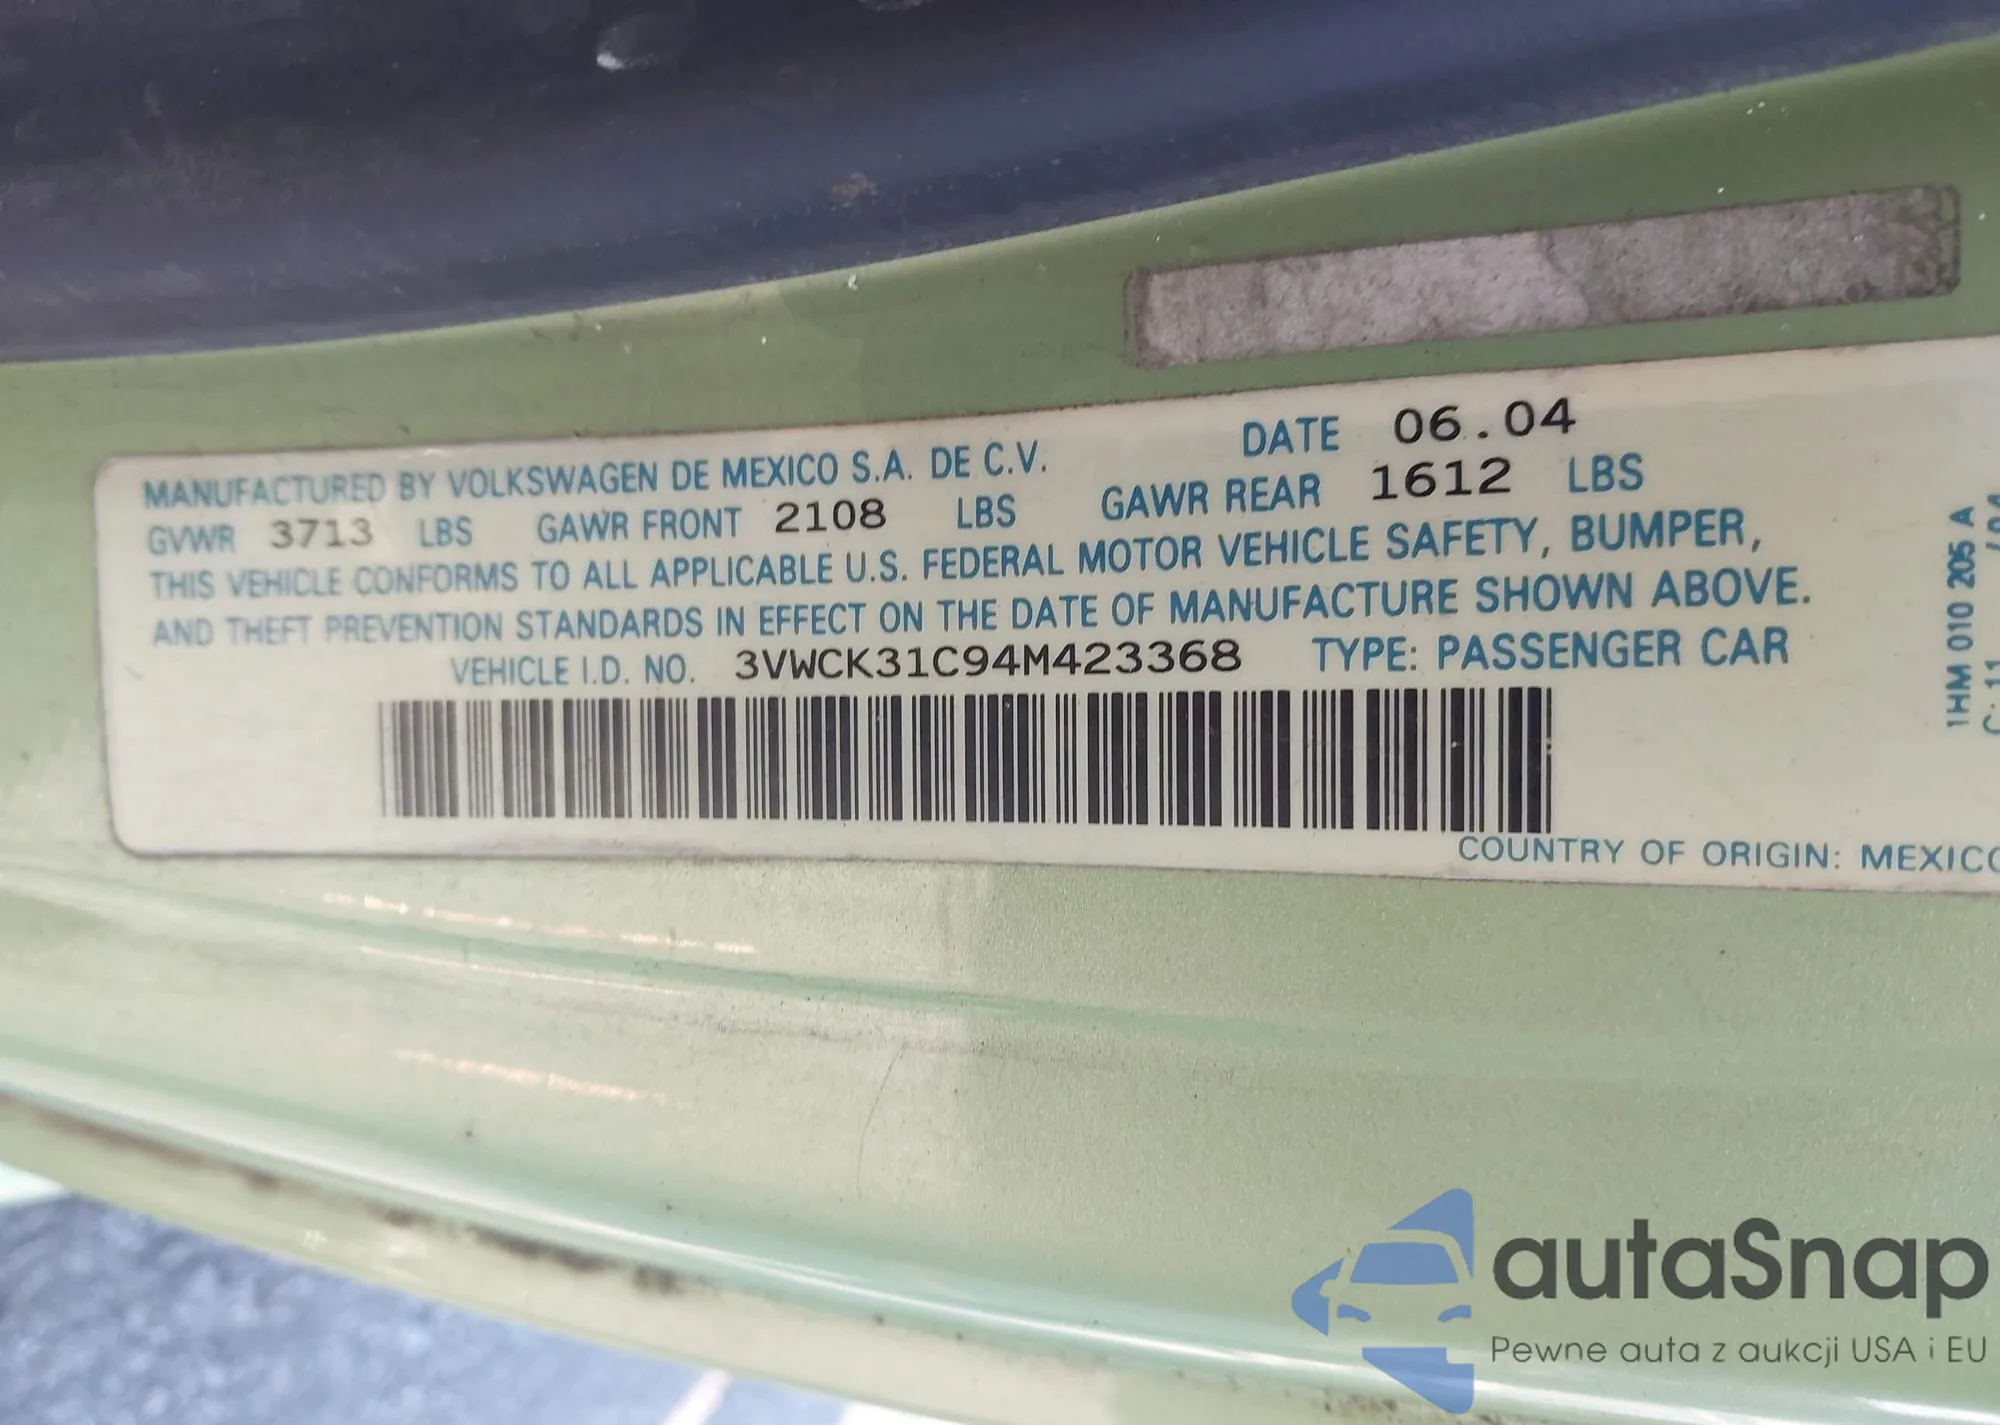 MANUFACTURED BY VOLKSWAGEN DE MEXICO S.A. DE C.V. DATE 06.04
GVWR 3713 LBS GAWR FRONT 2108 LBS GAWR REAR 1612 LBS
THIS VEHICLE CONFORMS TO ALL APPLICABLE U.S. FEDERAL MOTOR VEHICLE SAFETY, BUMPER,
AND THEFT PREVENTION STANDARDS IN EFFECT ON THE DATE OF MANUFACTURE SHOWN ABOVE.
VEHICLE I.D. NO. 3VWCK31C94M423368 TYPE: PASSENGER CAR
COUNTRY OF ORIGIN: MEXICO
1HM 010 205 A
autaSnap
Pewne auta z aukcji USA i EU